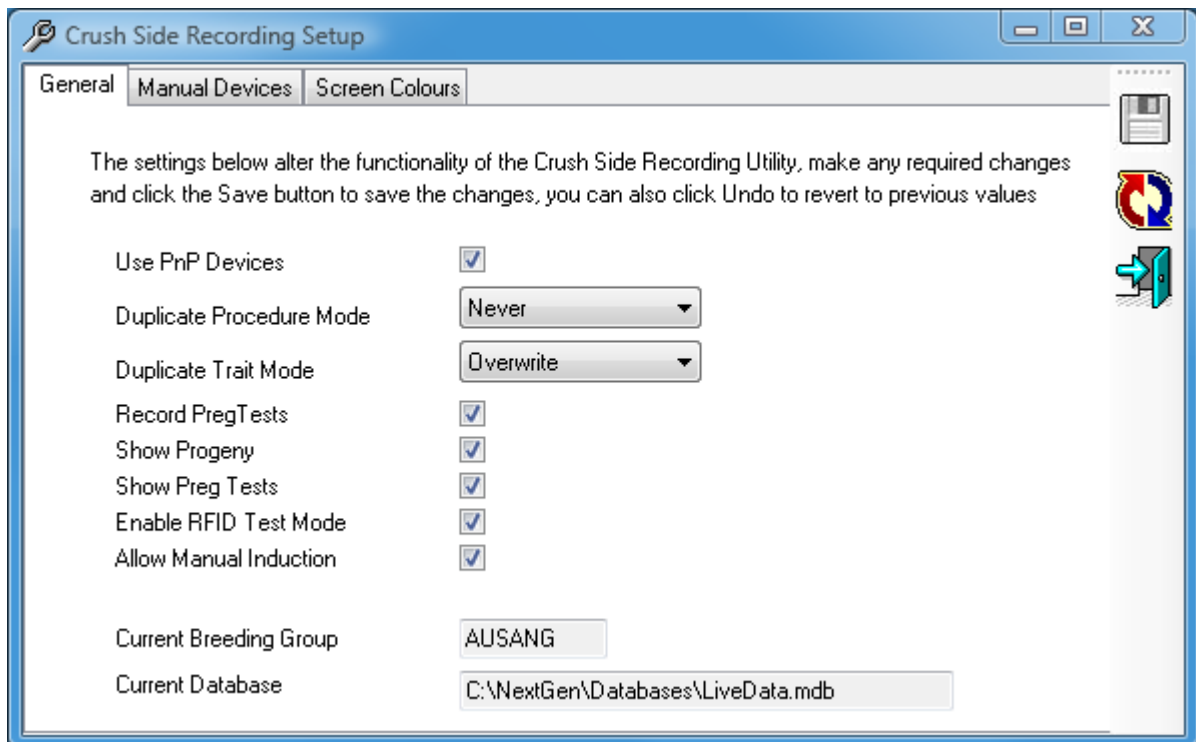 Crush Side Recording Setup
General Manual Devices Screen Colours
The settings below alter the functionality of the Crush Side Recording Utility, make any required changes
and click the Save button to save the changes, you can also click Undo to revert to previous values
Use PnP Devices
Duplicate Procedure Mode Never
Duplicate Trait Mode Overwrite
Record PregTests
Show Progeny
Show Preg Tests
Enable RFID Test Mode
Allow Manual Induction
Current Breeding Group AUSANG
Current Database C:\NextGen\Databases\LiveData.mdb